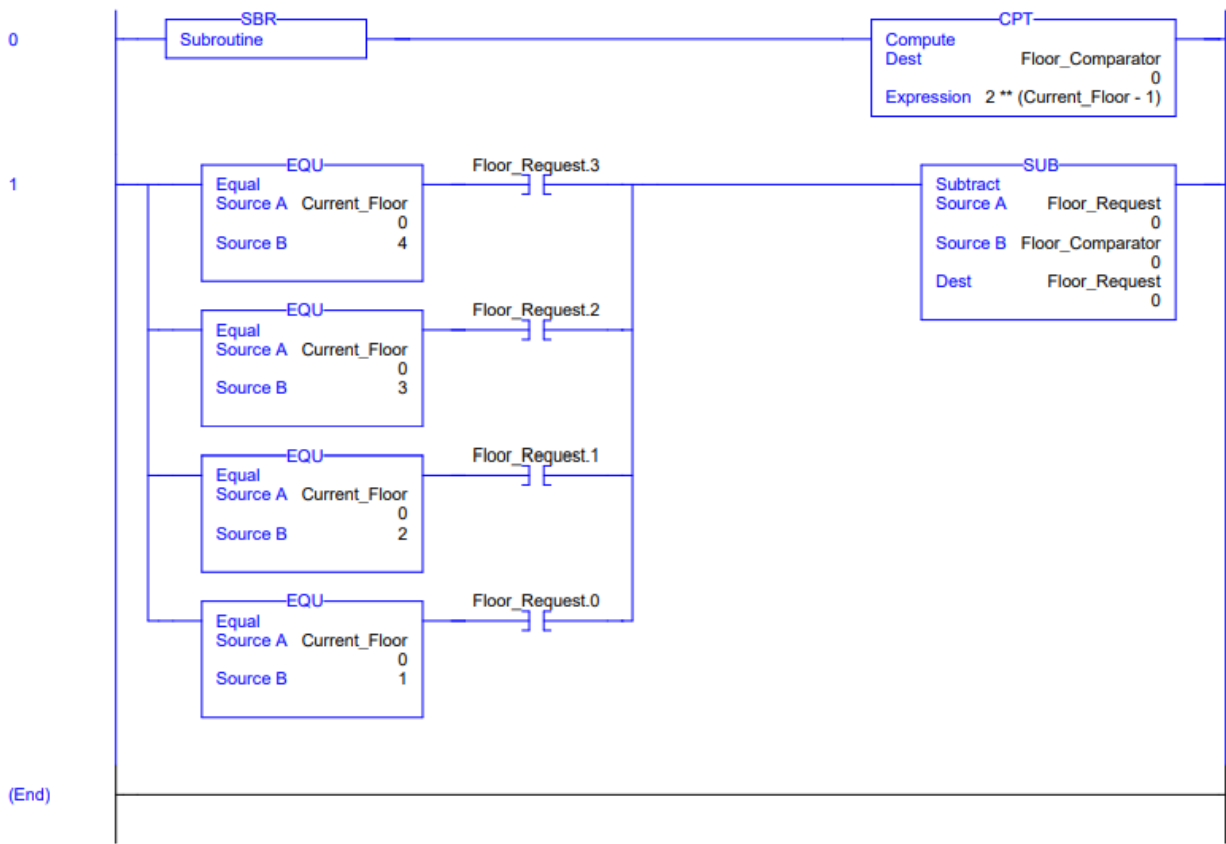 SBR
0
Subroutine
CPT
Compute
Dest Floor_Comparator
0
Expression 2 ** (Current_Floor - 1)
1
EQU
Equal
Source A Current_Floor
0
Source B 4
Floor_Request.3
SUB
Subtract
Source A Floor_Request
0
Source B Floor_Comparator
0
Dest Floor_Request
0
EQU
Equal
Source A Current_Floor
0
Source B 3
Floor_Request.2
EQU
Equal
Source A Current_Floor
0
Source B 2
Floor_Request.1
EQU
Equal
Source A Current_Floor
0
Source B 1
Floor_Request.0
(End)